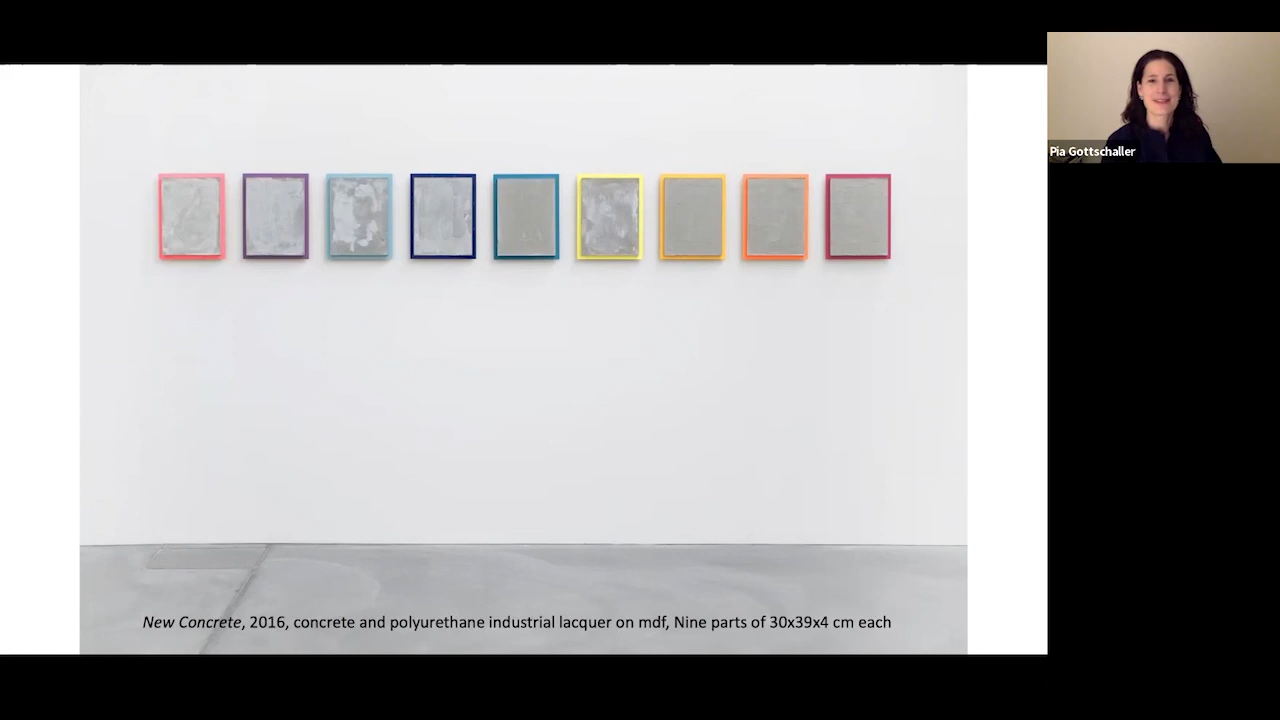 Pia Gottschaller
New Concrete, 2016, concrete and polyurethane industrial lacquer on mdf, Nine parts of 30x39x4 cm each